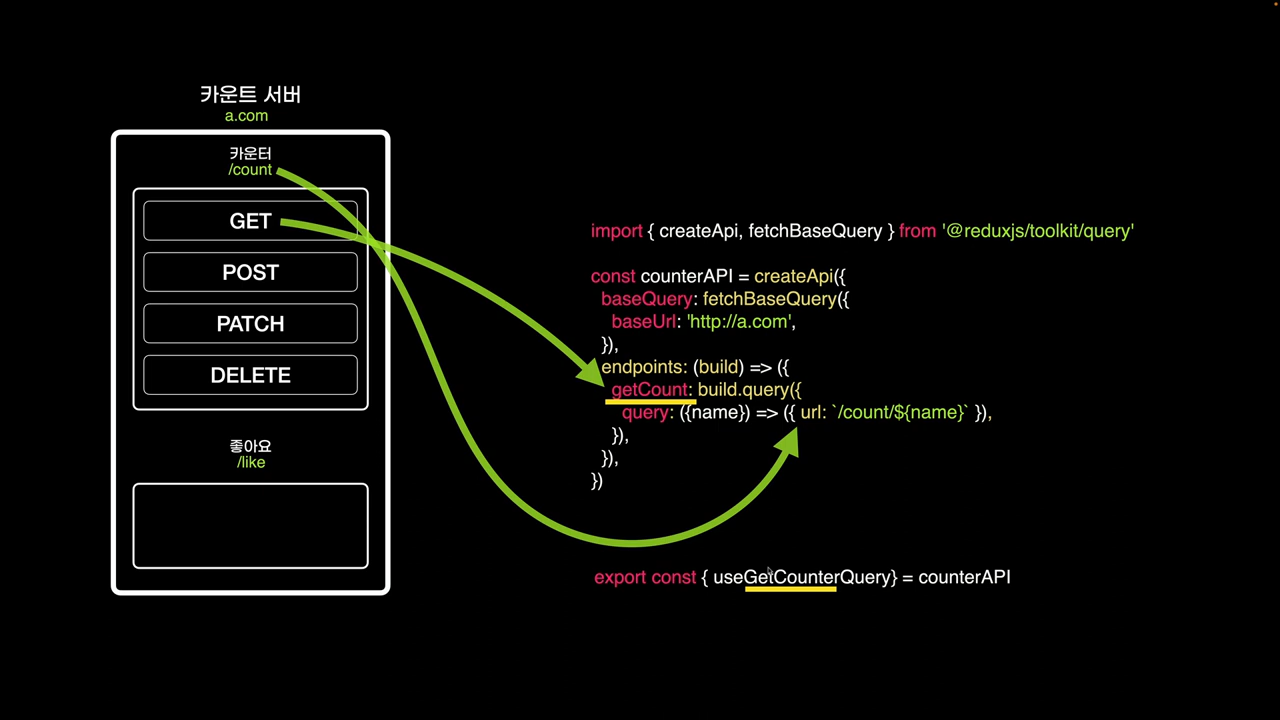 카운트 서버
a.com
카운터
/count
GET
POST
PATCH
DELETE
좋아요
/like
import { createApi, fetchBaseQuery } from '@reduxjs/toolkit/query'
const counterAPI = createApi({
baseQuery: fetchBaseQuery({
baseUrl: 'http://a.com',
}),
endpoints: (build) => ({
getCount: build.query({
query: ({name}) => ({ url: `/count/${name}` }),
}),
}),
})
export const { useGetCounterQuery} = counterAPI